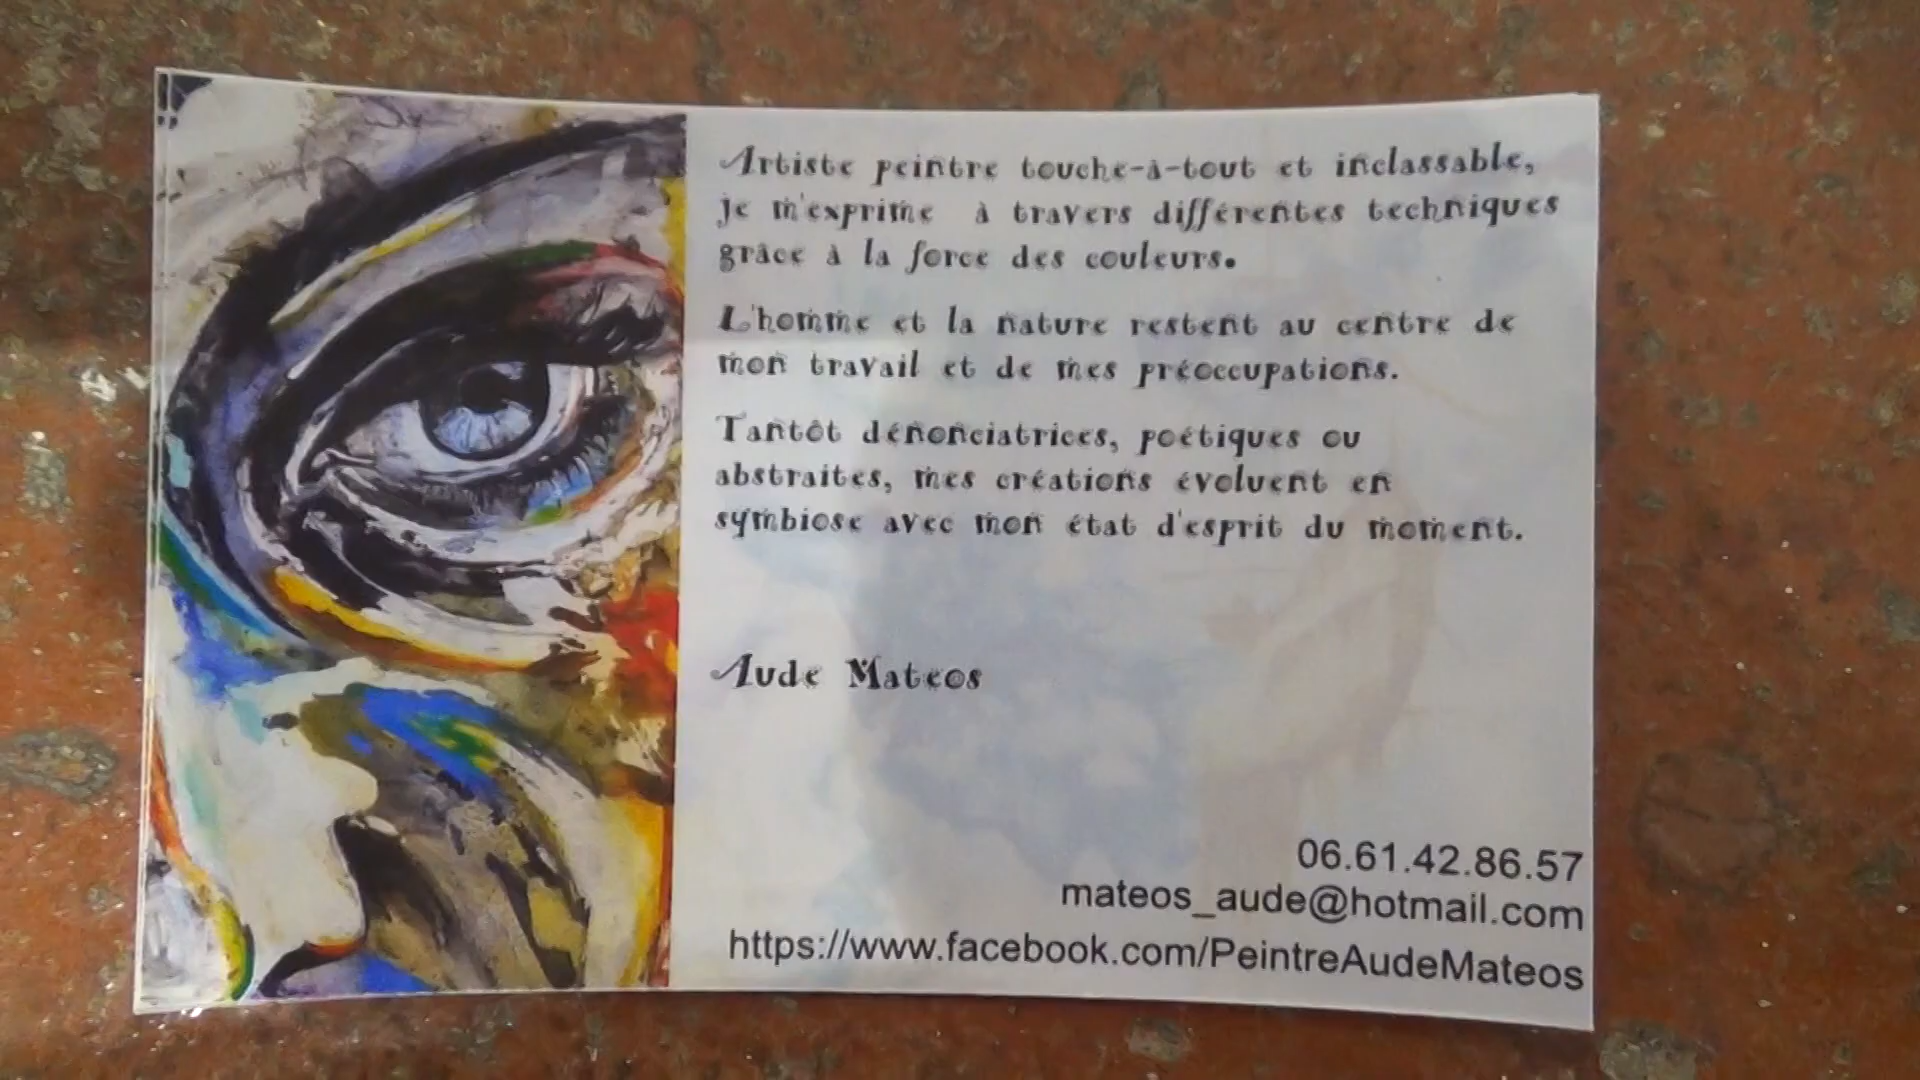 Artiste peintre touche-à-tout et inclassable,
je m'exprime à travers différentes techniques
grâce à la force des couleurs.
L'homme et la nature restent au centre de
mon travail et de mes préoccupations.
Tantôt dénonciatrices, poétiques ou
abstraites, mes créations évoluent en
symbiose avec mon état d'esprit du moment.
Aude Mateos
06.61.42.86.57
mateos_aude@hotmail.com
https://www.facebook.com/PeintreAudeMateos